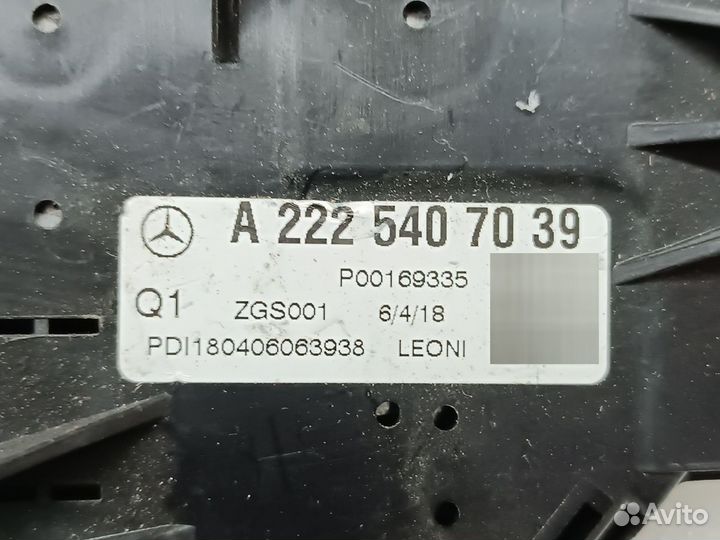 A 222 540 70 39
P00169335
Q1 ZGS001 6/4/18
PDI180406063938 LEONI
Avito